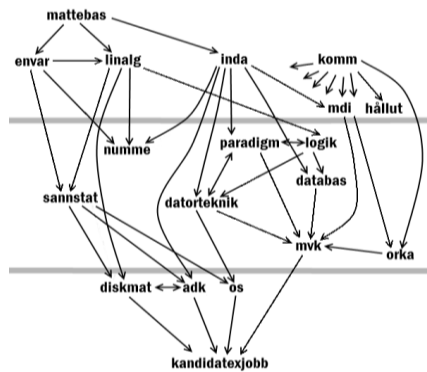 mattebas
envar linalg inda komm
mdi hållut
numme paradigm logik
databas
sannstat datorteknik
mvk orka
diskmat adk os
kandidatexjobb